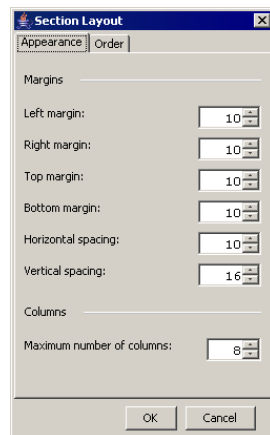 Section Layout
Appearance Order
Margins
Left margin: 10
Right margin: 10
Top margin: 10
Bottom margin: 10
Horizontal spacing: 10
Vertical spacing: 16
Columns
Maximum number of columns: 8
OK Cancel